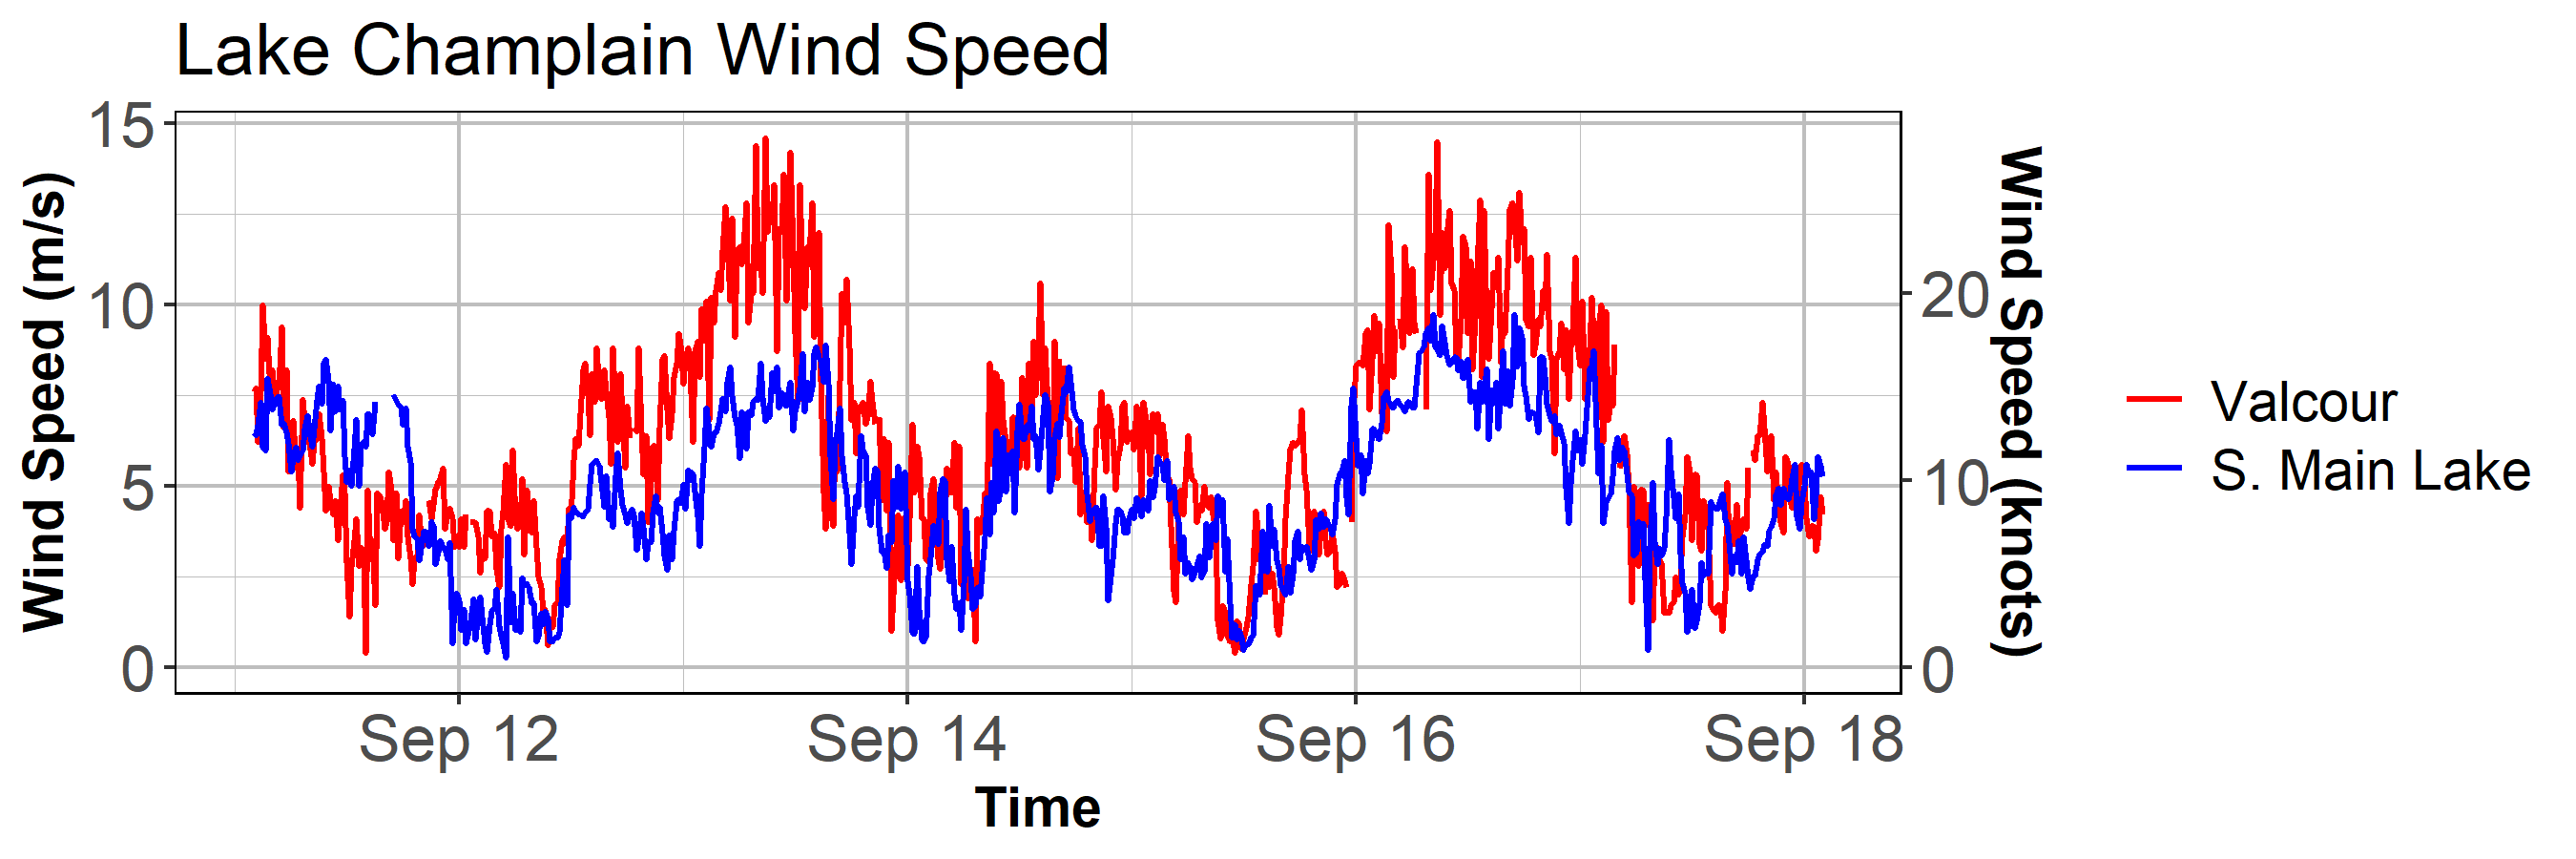 Lake Champlain Wind Speed
Wind Speed (m/s)
15
10
5
0
Sep 12
Sep 14
Sep 16
Sep 18
Time
20
10
0
Wind Speed (knots)
Valcour
S. Main Lake